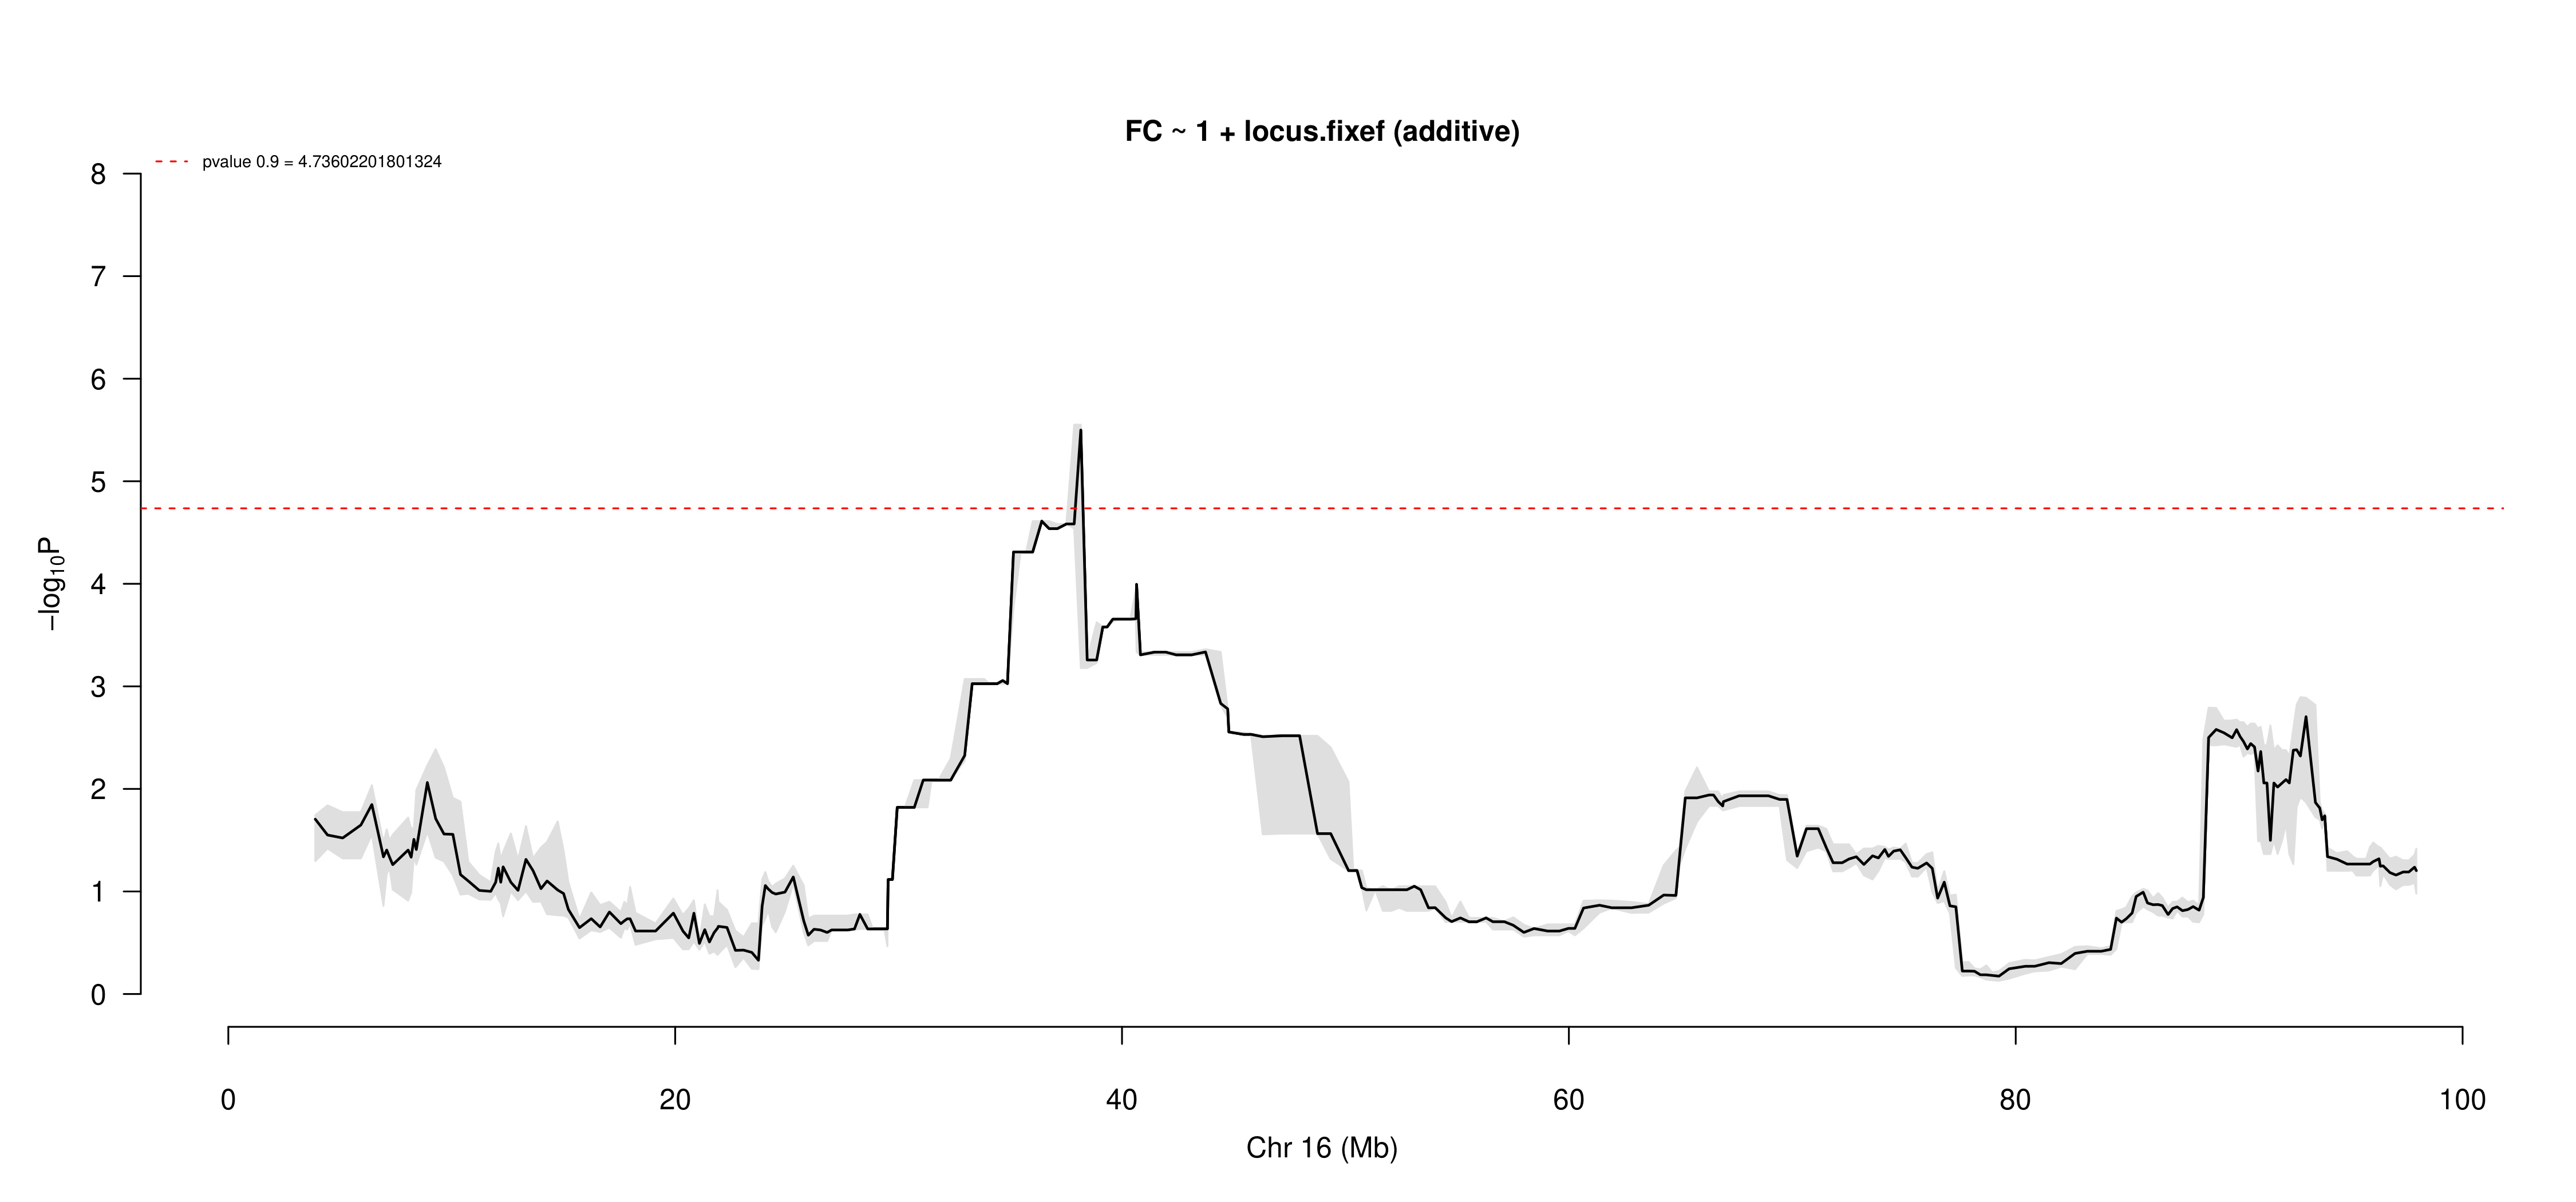 FC ~ 1 + locus.fixef (additive)
pvalue 0.9 = 4.73602201801324
8
7
6
5
4
3
2
1
0
−log10P
0 20 40 60 80 100
Chr 16 (Mb)